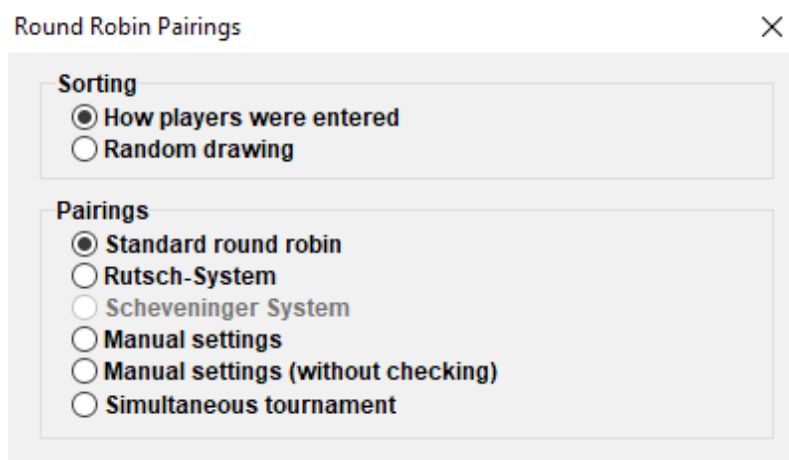 Round Robin Pairings
Sorting
How players were entered
Random drawing
Pairings
Standard round robin
Rutsch-System
Scheveninger System
Manual settings
Manual settings (without checking)
Simultaneous tournament